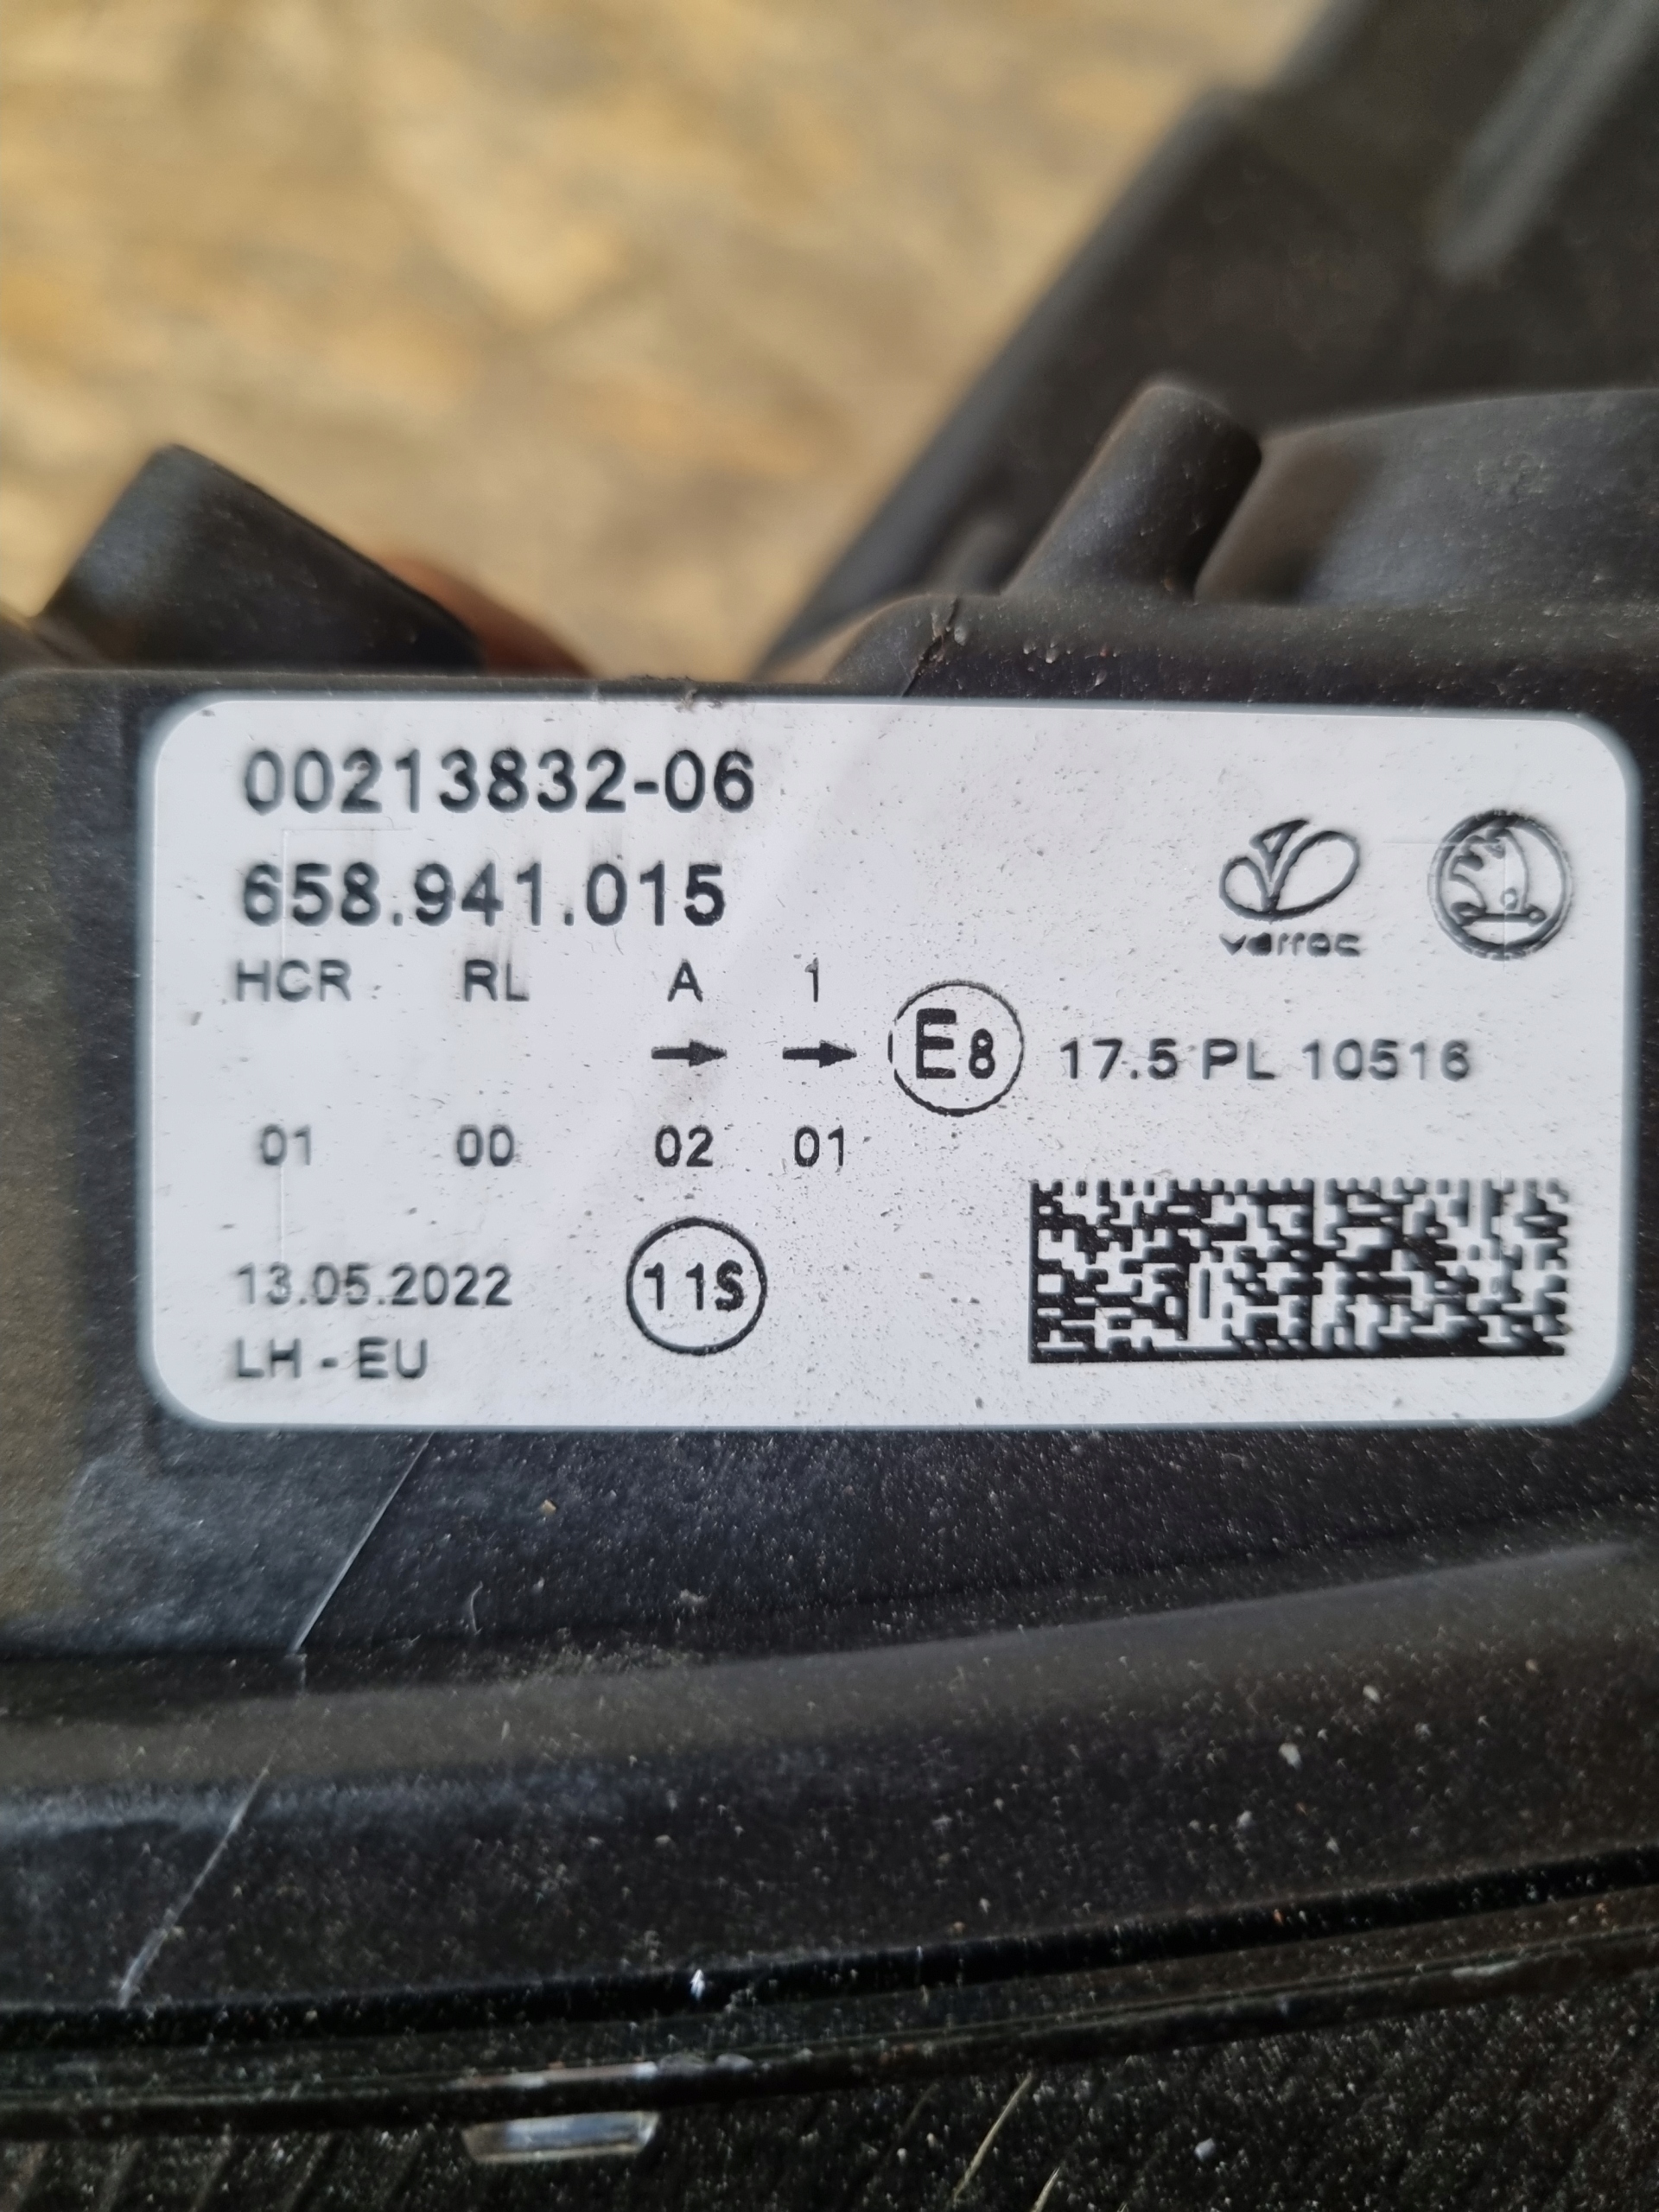 00213832-06
658.941.015
varroc
HCR RL A 1
→ → E8 17.5 PL 10516
01 00 02 01
13.05.2022 11S
LH - EU